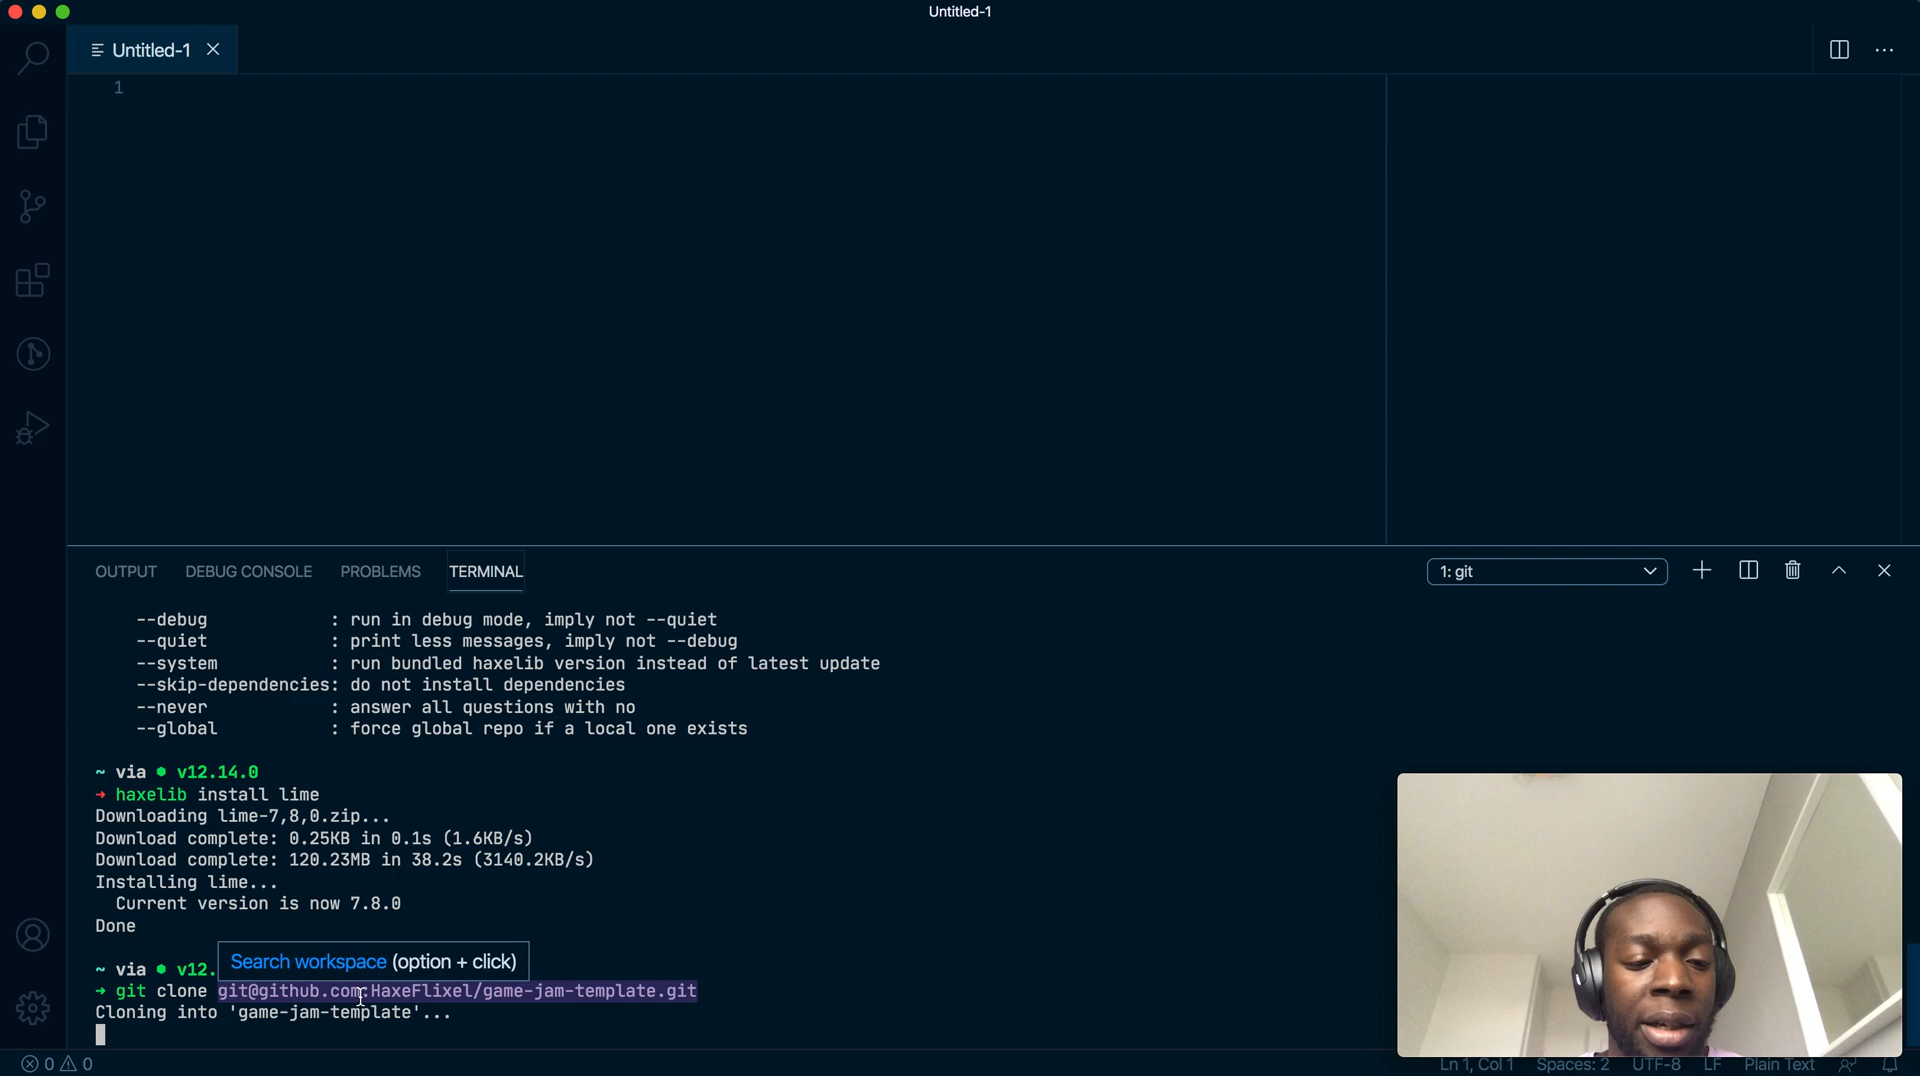 Untitled-1
Untitled-1
1
OUTPUT DEBUG CONSOLE PROBLEMS TERMINAL
1: git
--debug : run in debug mode, imply not --quiet
--quiet : print less messages, imply not --debug
--system : run bundled haxelib version instead of latest update
--skip-dependencies: do not install dependencies
--never : answer all questions with no
--global : force global repo if a local one exists
~ via ● v12.14.0
→ haxelib install lime
Downloading lime-7,8,0.zip...
Download complete: 0.25KB in 0.1s (1.6KB/s)
Download complete: 120.23MB in 38.2s (3140.2KB/s)
Installing lime...
Current version is now 7.8.0
Done
Search workspace (option + click)
~ via ● v12.
→ git clone git@github.com:HaxeFlixel/game-jam-template.git
Cloning into 'game-jam-template'...
0 0
Ln 1, Col 1 Spaces: 2 UTF-8 LF Plain Text